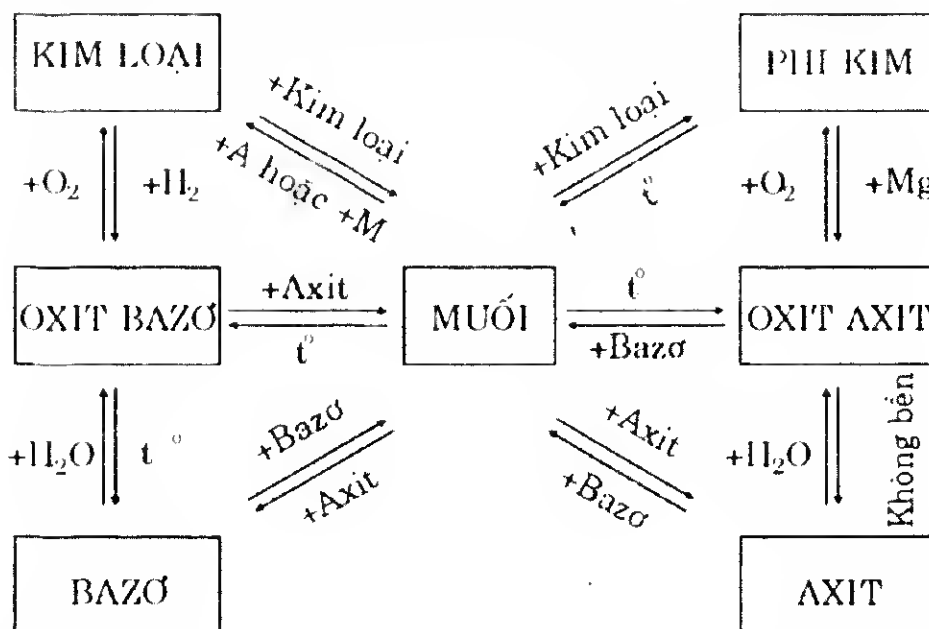 KIM LOẠI
PHI KIM
+Kim loại
+A hoặc +M
+Kim loại
t°
+O₂
+H₂
+O₂
+Mg
OXIT BAZƠ
+Axit
t°
MUỐI
t°
+Bazơ
OXIT AXIT
+H₂O
t °
+Bazơ
+Axit
+Axit
+Bazơ
+H₂O
Không bền
BAZƠ
AXIT